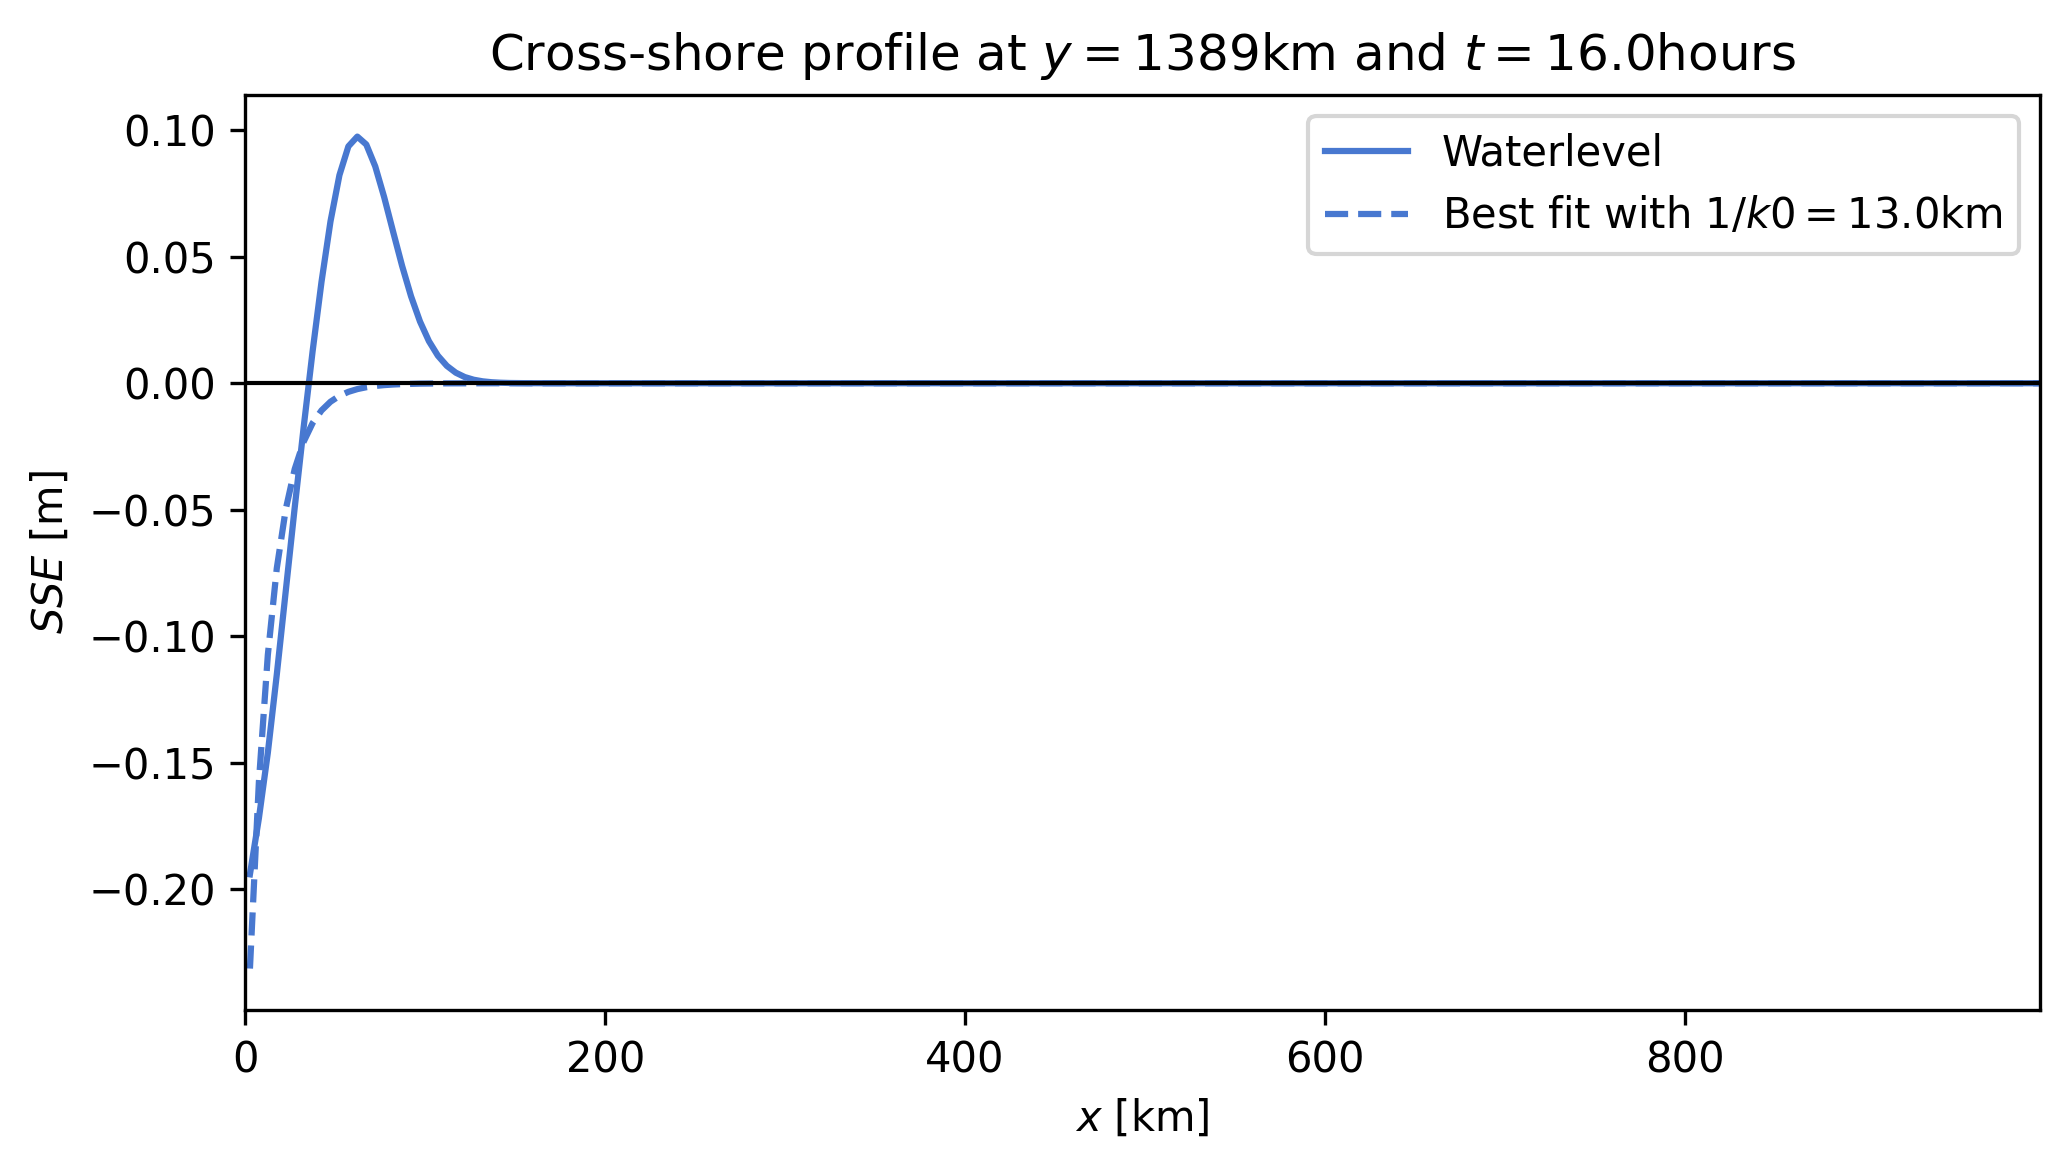 Cross-shore profile at y = 1389km and t = 16.0hours
Waterlevel
Best fit with 1/k0 = 13.0km
SSE [m]
0.10
0.05
0.00
−0.05
−0.10
−0.15
−0.20
0 200 400 600 800
x [km]